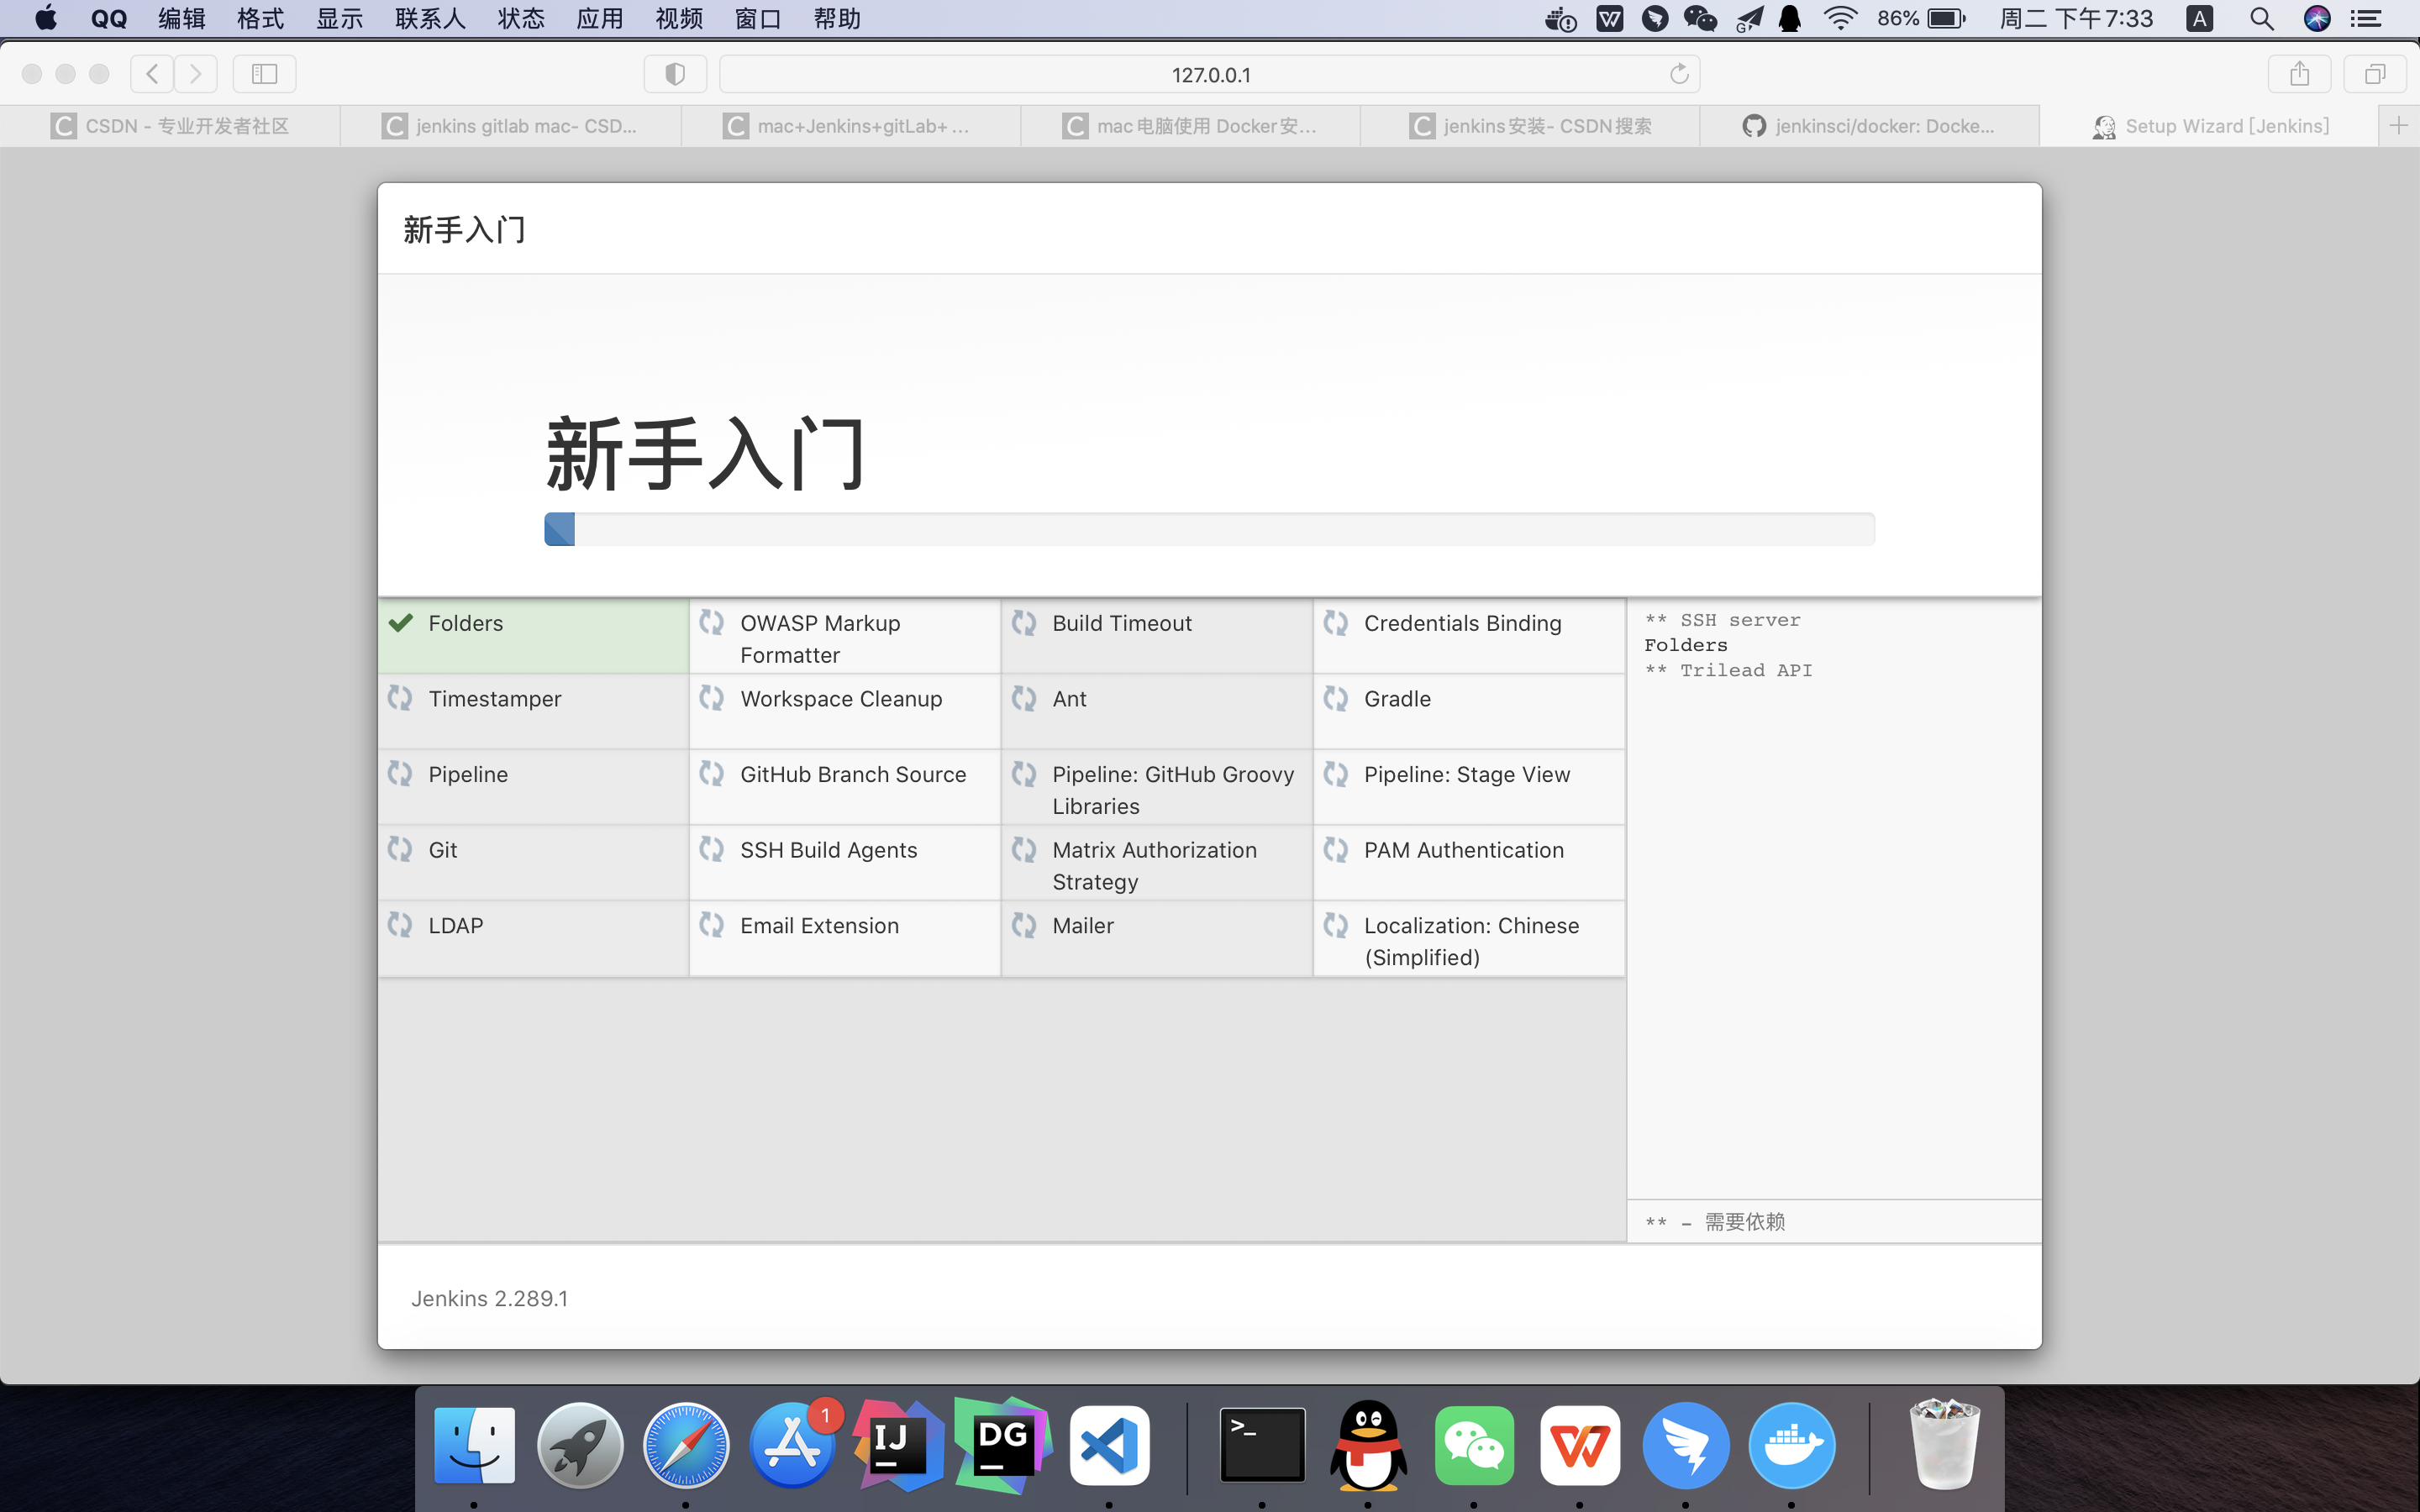 QQ 编辑 格式 显示 联系人 状态 应用 视频 窗口 帮助 86% 周二 下午7:33 A
127.0.0.1
CSDN - 专业开发者社区
jenkins gitlab mac- CSD...
mac+Jenkins+gitLab+...
mac电脑使用 Docker安...
jenkins安装- CSDN搜索
jenkinsci/docker: Docke...
Setup Wizard [Jenkins]
新手入门
新手入门
Folders
OWASP Markup
Formatter
Build Timeout
Credentials Binding
Timestamper
Workspace Cleanup
Ant
Gradle
Pipeline
GitHub Branch Source
Pipeline: GitHub Groovy
Libraries
Pipeline: Stage View
Git
SSH Build Agents
Matrix Authorization
Strategy
PAM Authentication
LDAP
Email Extension
Mailer
Localization: Chinese
(Simplified)
** SSH server
Folders
** Trilead API
** - 需要依赖
Jenkins 2.289.1
1
IJ
DG
>_